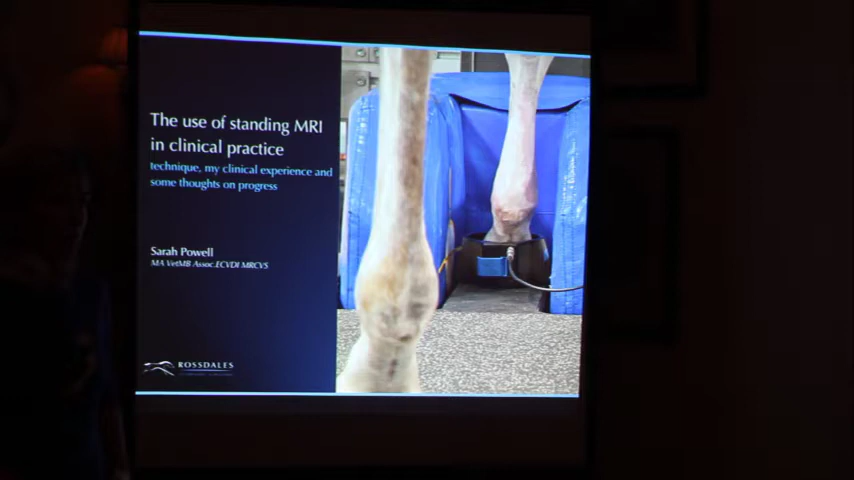 The use of standing MRI
in clinical practice
technique, my clinical experience and
some thoughts on progress
Sarah Powell
MA VetMB Assoc.ECVDI MRCVS
ROSSDALES